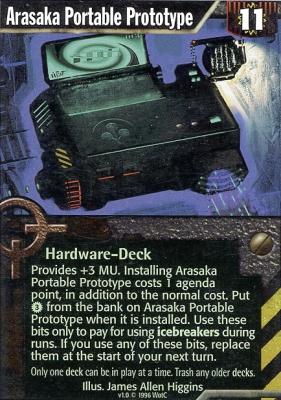 Arasaka Portable Prototype 11
Hardware-Deck
Provides +3 MU. Installing Arasaka
Portable Prototype costs 1 agenda
point, in addition to the normal cost. Put
3 from the bank on Arasaka Portable
Prototype when it is installed. Use these
bits only to pay for using icebreakers during
runs. If you use any of these bits, replace
them at the start of your next turn.
Only one deck can be in play at a time. Trash any older decks.
Illus. James Allen Higgins
v1.0 © 1996 WotC